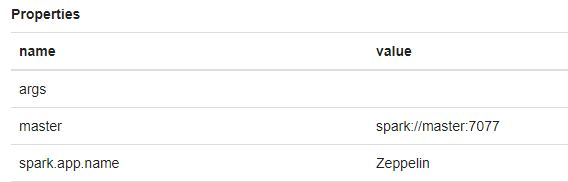 Properties
name value
args
master spark://master:7077
spark.app.name Zeppelin